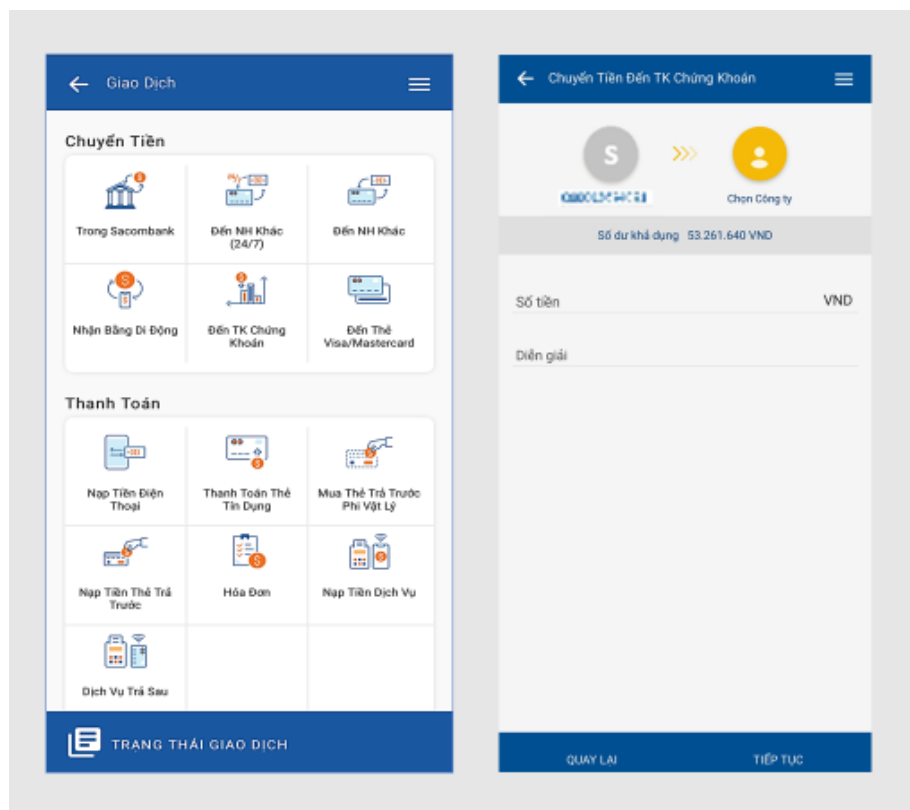 Giao Dịch
Chuyển Tiền
Trong Sacombank
Đến NH Khác
(24/7)
Đến NH Khác
Nhận Bằng Di Động
Đến TK Chứng
Khoán
Đến Thẻ
Visa/Mastercard
Thanh Toán
Nạp Tiền Điện
Thoại
Thanh Toán Thẻ
Tín Dụng
Mua Thẻ Trả Trước
Phi Vật Lý
Nạp Tiền Thẻ Trả
Trước
Hóa Đơn
Nạp Tiền Dịch Vụ
Dịch Vụ Trả Sau
TRẠNG THÁI GIAO DỊCH
Chuyển Tiền Đến TK Chứng Khoán
S
Chọn Công ty
Số dư khả dụng 53.261.640 VND
Số tiền VND
Diễn giải
QUAY LẠI TIẾP TỤC